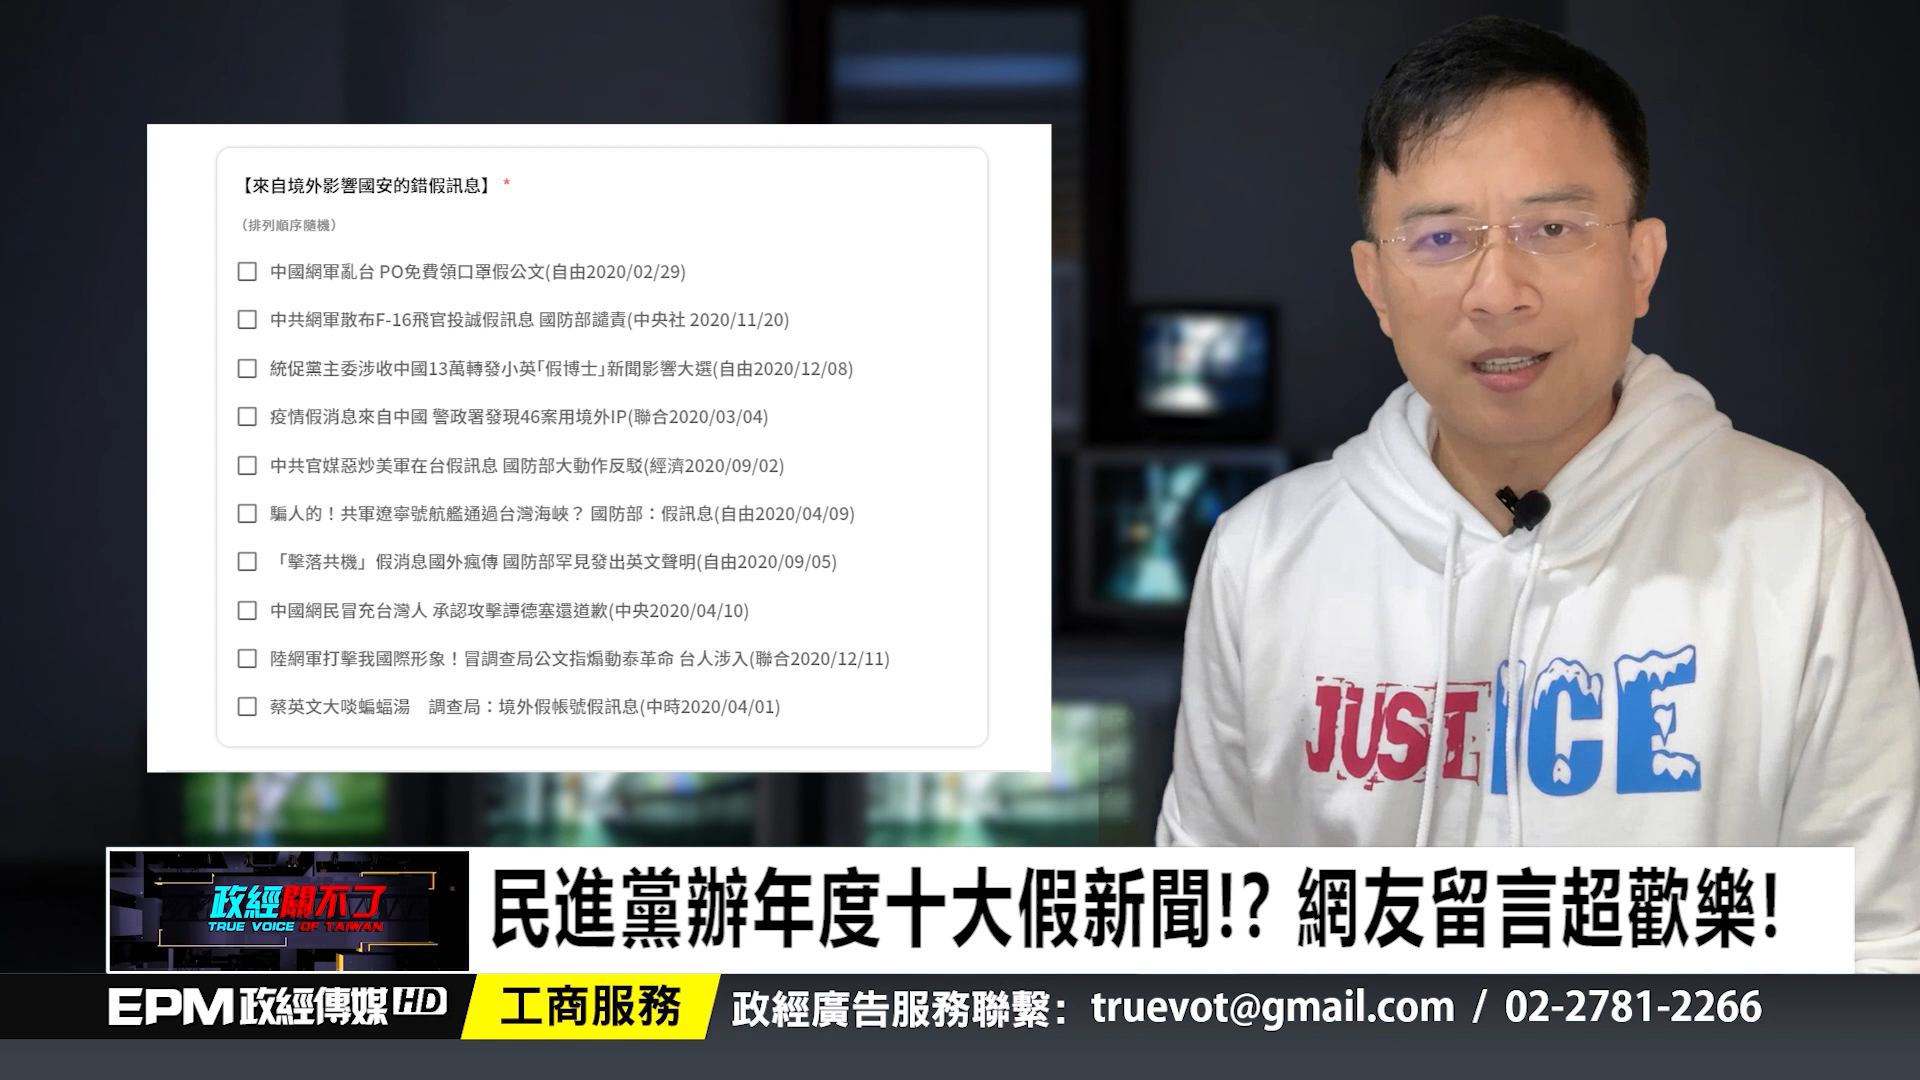 【來自境外影響國安的錯假訊息】 *
（排列順序隨機）
中國網軍亂台 PO免費領口罩假公文(自由2020/02/29)
中共網軍散布F-16飛官投誠假訊息 國防部譴責(中央社 2020/11/20)
統促黨主委涉收中國13萬轉發小英「假博士」新聞影響大選(自由2020/12/08)
疫情假消息來自中國 警政署發現46案用境外IP(聯合2020/03/04)
中共官媒惡炒美軍在台假訊息 國防部大動作反駁(經濟2020/09/02)
騙人的！共軍遼寧號航艦通過台灣海峽？ 國防部：假訊息(自由2020/04/09)
「擊落共機」假消息國外瘋傳 國防部罕見發出英文聲明(自由2020/09/05)
中國網民冒充台灣人 承認攻擊譚德塞還道歉(中央2020/04/10)
陸網軍打擊我國際形象！冒調查局公文指煽動泰革命 台人涉入(聯合2020/12/11)
蔡英文大啖蝙蝠湯　調查局：境外假帳號假訊息(中時2020/04/01)
JUSTICE
政經關不了
TRUE VOICE OF TAIWAN
民進黨辦年度十大假新聞!? 網友留言超歡樂!
EPM政經傳媒HD
工商服務
政經廣告服務聯繫：truevot@gmail.com / 02-2781-2266